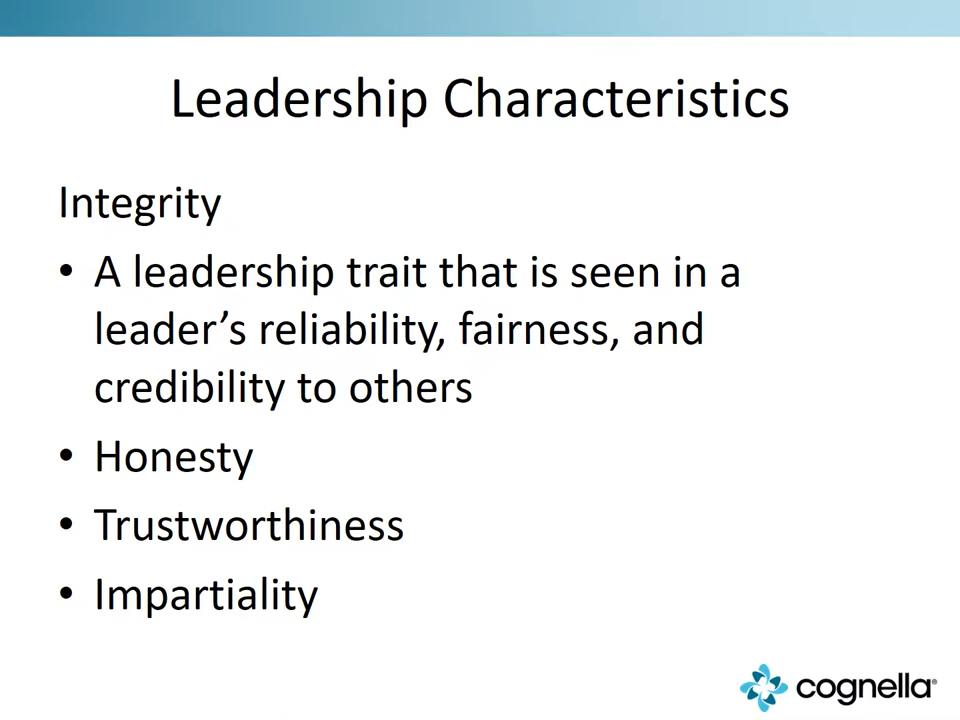 Leadership Characteristics
Integrity
• A leadership trait that is seen in a
leader’s reliability, fairness, and
credibility to others
• Honesty
• Trustworthiness
• Impartiality
cognella®